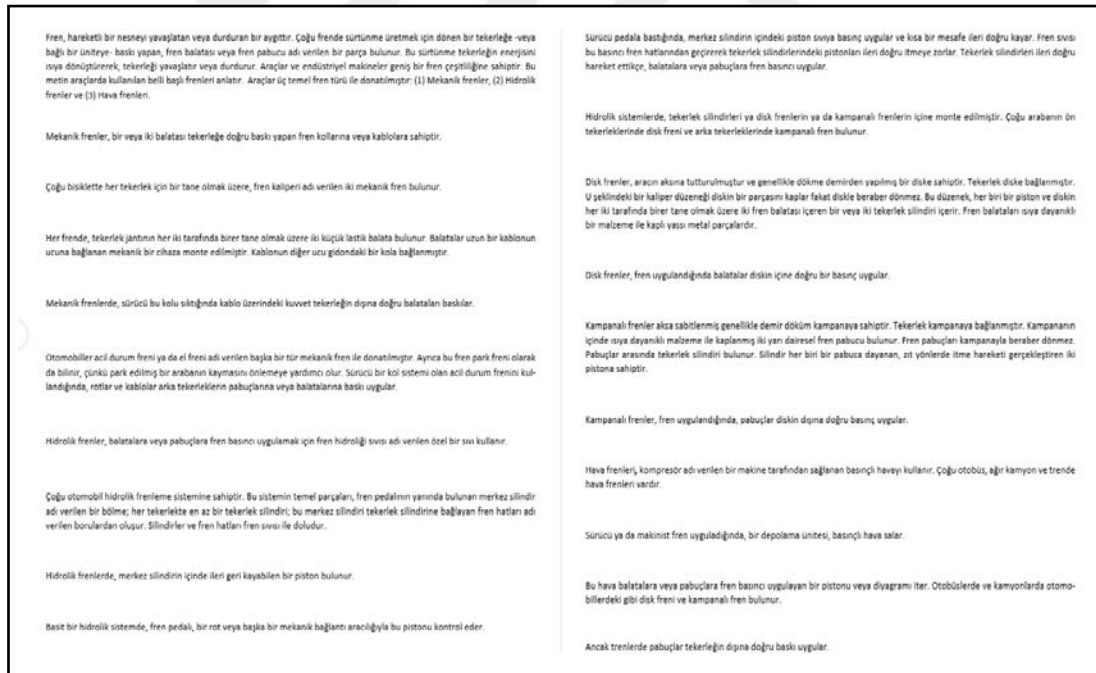 Fren, hareketli bir nesneyi yavaşlatan veya durduran bir aygıttır. Çoğu frende sürtünme üretmek için dönen bir tekerleğe -veya
bağlı bir üniteye- baskı yapan, fren balatası veya fren pabucu adı verilen bir parça bulunur. Bu sürtünme tekerleğin enerjisini
ısıya dönüştürerek, tekerleği yavaşlatır veya durdurur. Araçlar ve endüstriyel makineler geniş bir fren çeşitliliğine sahiptir. Bu
metin araçlarda kullanılan belli başlı frenleri anlatır. Araçlar üç temel fren türü ile donatılmıştır: (1) Mekanik frenler, (2) Hidrolik
frenler ve (3) Hava frenleri.
Mekanik frenler, bir veya iki balatası tekerleğe doğru baskı yapan fren kollarına veya kablolara sahiptir.
Çoğu bisiklette her tekerlek için bir tane olmak üzere, fren kaliperi adı verilen iki mekanik fren bulunur.
Her frende, tekerlek jantının her iki tarafında birer tane olmak üzere iki küçük lastik balata bulunur. Balatalar uzun bir kablonun
ucuna bağlanan mekanik bir cihaza monte edilmiştir. Kablonun diğer ucu gidondaki bir kola bağlanmıştır.
Mekanik frenlerde, sürücü bu kolu sıktığında kablo üzerindeki kuvvet tekerleğin dışına doğru balataları baskılar.
Otomobiller acil durum freni ya da el freni adı verilen başka bir tür mekanik fren ile donatılmıştır. Ayrıca bu fren park freni olarak
da bilinir, çünkü park edilmiş bir arabanın kaymasını önlemeye yardımcı olur. Sürücü bir kol sistemi olan acil durum frenini kul-
landığında, rotlar ve kablolar arka tekerleklerin pabuçlarına veya balatalarına baskı uygular.
Hidrolik frenler, balatalara veya pabuçlara fren basıncı uygulamak için fren hidroliği sıvısı adı verilen özel bir sıvı kullanır.
Çoğu otomobil hidrolik frenleme sistemine sahiptir. Bu sistemin temel parçaları, fren pedalının yanında bulunan merkez silindir
adı verilen bir bölme; her tekerlekte en az bir tekerlek silindiri; bu merkez silindiri tekerlek silindirine bağlayan fren hatları adı
verilen borulardan oluşur. Silindirler ve fren hatları fren sıvısı ile doludur.
Hidrolik frenlerde, merkez silindirin içinde ileri geri kayabilen bir piston bulunur.
Basit bir hidrolik sistemde, fren pedalı, bir rot veya başka bir mekanik bağlantı aracılığıyla bu pistonu kontrol eder.
Sürücü pedala bastığında, merkez silindirin içindeki piston sıvıya basınç uygular ve kısa bir mesafe ileri doğru kayar. Fren sıvısı
bu basıncı fren hatlarından geçirerek tekerlek silindirlerindeki pistonları ileri doğru itmeye zorlar. Tekerlek silindirleri ileri doğru
hareket ettikçe, balatalara veya pabuçlara fren basıncı uygular.
Hidrolik sistemlerde, tekerlek silindirleri ya disk frenlerin ya da kampanalı frenlerin içine monte edilmiştir. Çoğu arabanın ön
tekerleklerinde disk freni ve arka tekerleklerinde kampanalı fren bulunur.
Disk frenler, aracın aksına tutturulmuştur ve genellikle dökme demirden yapılmış bir diske sahiptir. Tekerlek diske bağlanmıştır.
U şeklindeki bir kaliper düzeneği diskin bir parçasını kaplar fakat diskle beraber dönmez. Bu düzenek, her biri bir piston ve diskin
her iki tarafında birer tane olmak üzere iki fren balatası içeren bir veya iki tekerlek silindiri içerir. Fren balataları ısıya dayanıklı
bir malzeme ile kaplı yassı metal parçalardır.
Disk frenler, fren uygulandığında balatalar diskin içine doğru bir basınç uygular.
Kampanalı frenler aksa sabitlenmiş genellikle demir döküm kampanaya sahiptir. Tekerlek kampanaya bağlanmıştır. Kampananın
içinde ısıya dayanıklı malzeme ile kaplanmış iki yarı dairesel fren pabucu bulunur. Fren pabuçları kampanayla beraber dönmez.
Pabuçlar arasında tekerlek silindiri bulunur. Silindir her biri bir pabuca dayanan, zıt yönlerde itme hareketi gerçekleştiren iki
pistona sahiptir.
Kampanalı frenler, fren uygulandığında, pabuçlar diskin dışına doğru basınç uygular.
Hava frenleri, kompresör adı verilen bir makine tarafından sağlanan basınçlı havayı kullanır. Çoğu otobüs, ağır kamyon ve trende
hava frenleri vardır.
Sürücü ya da makinist fren uyguladığında, bir depolama ünitesi, basınçlı hava salar.
Bu hava balatalara veya pabuçlara fren basıncı uygulayan bir pistonu veya diyagramı iter. Otobüslerde ve kamyonlarda otomo-
billerdeki gibi disk freni ve kampanalı fren bulunur.
Ancak trenlerde pabuçlar tekerleğin dışına doğru baskı uygular.